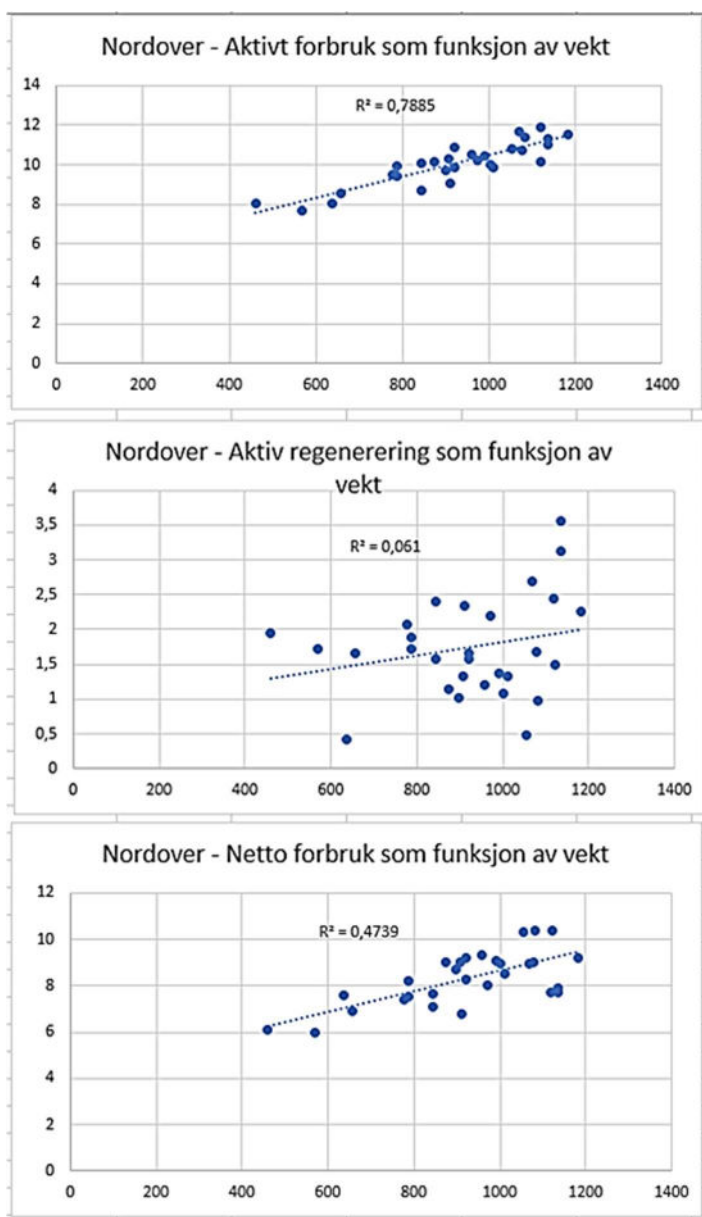 Nordover - Aktivt forbruk som funksjon av vekt
14
R² = 0,7885
12
10
8
6
4
2
0
0 200 400 600 800 1000 1200 1400
Nordover - Aktiv regenerering som funksjon av
vekt
4
3,5
R² = 0,061
3
2,5
2
1,5
1
0,5
0
0 200 400 600 800 1000 1200 1400
Nordover - Netto forbruk som funksjon av vekt
12
R² = 0,4739
10
8
6
4
2
0
0 200 400 600 800 1000 1200 1400